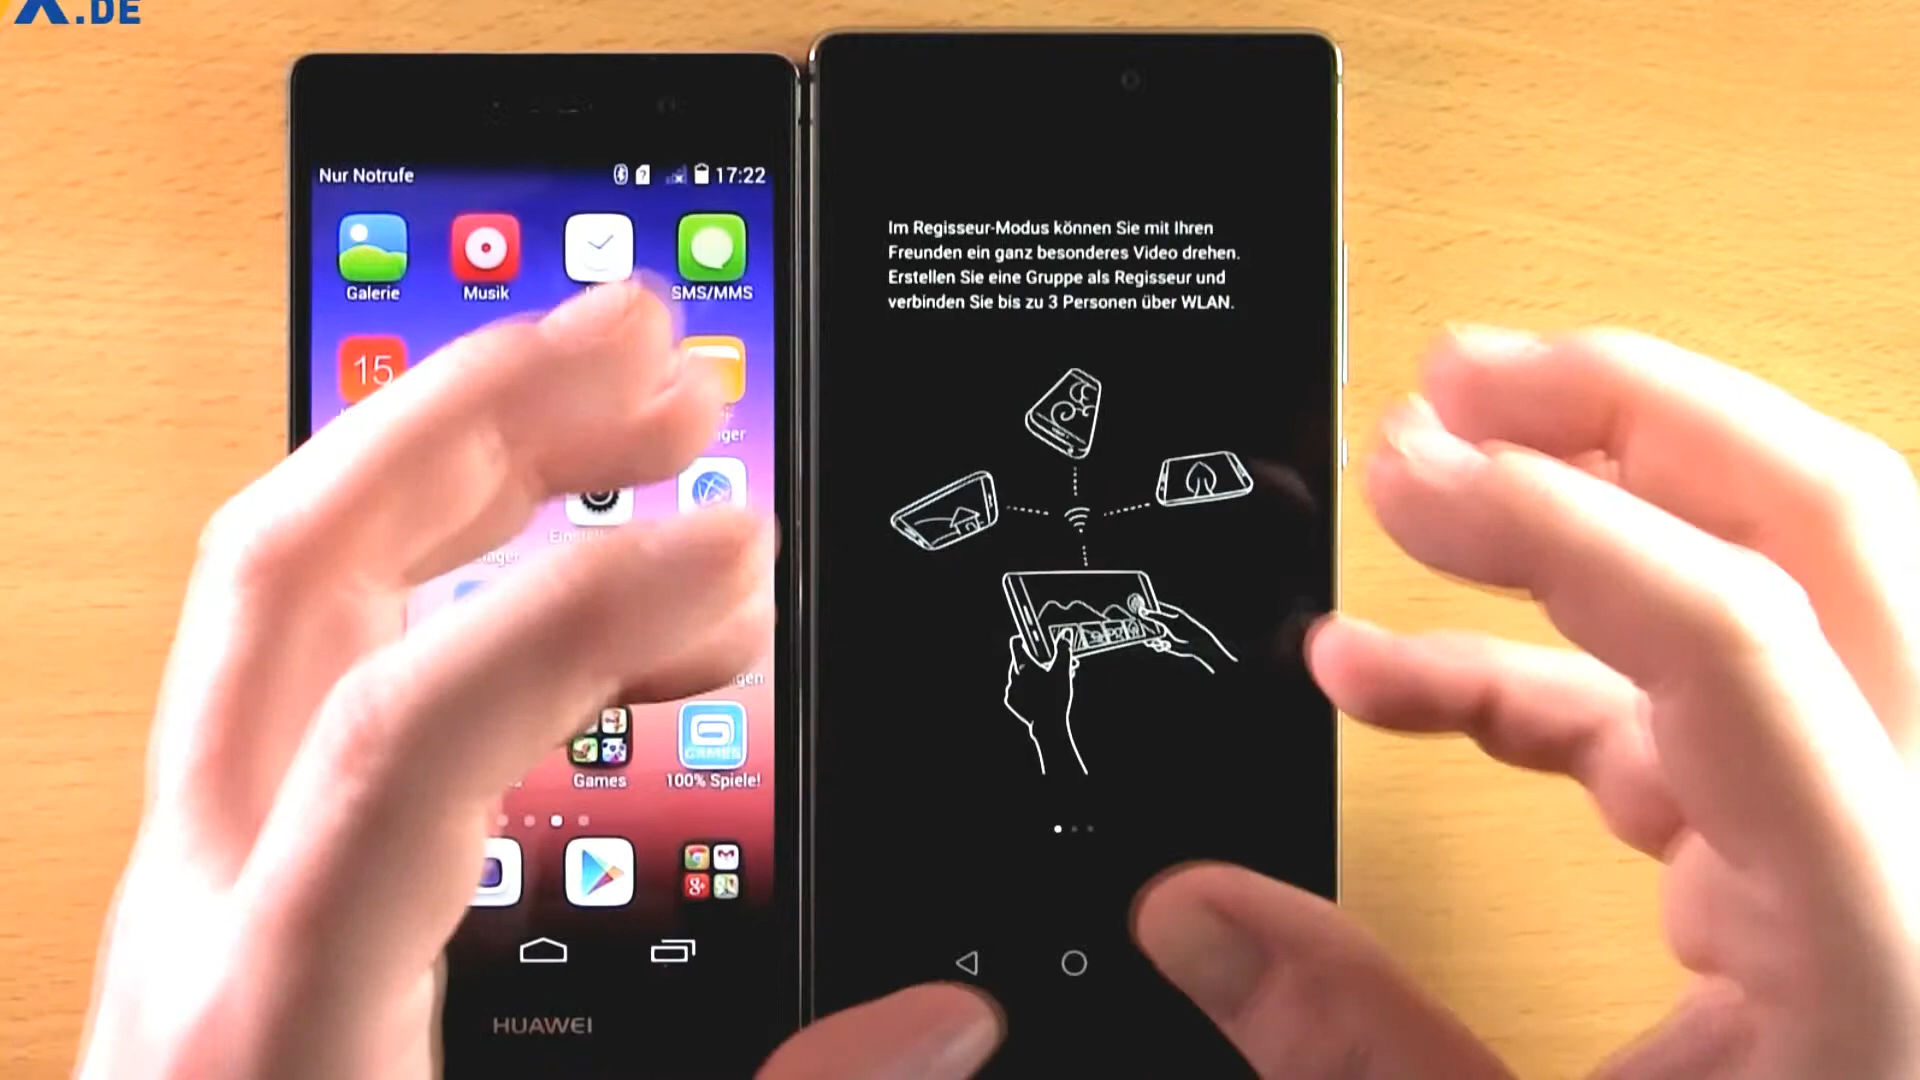 X.DE
Nur Notrufe
17:22
Galerie
Musik
SMS/MMS
15
Games
GAMES
100% Spiele!
HUAWEI
Im Regisseur-Modus können Sie mit Ihren
Freunden ein ganz besonderes Video drehen.
Erstellen Sie eine Gruppe als Regisseur und
verbinden Sie bis zu 3 Personen über WLAN.